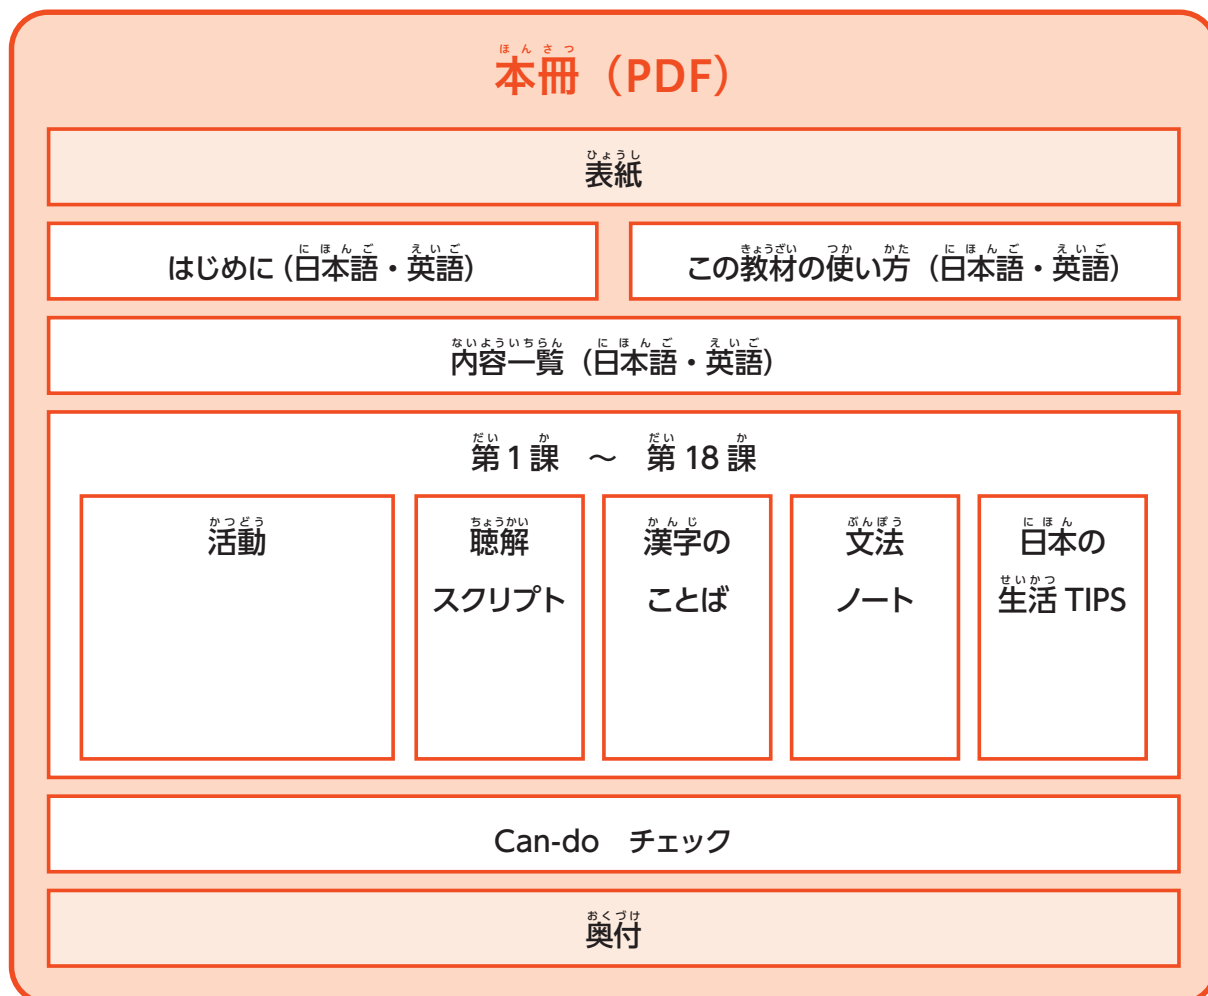 本冊（PDF）
表紙
はじめに（日本語・英語）
この教材の使い方（日本語・英語）
内容一覧（日本語・英語）
第1課　～　第18課
活動
聴解
スクリプト
漢字の
ことば
文法
ノート
日本の
生活 TIPS
Can-do　チェック
奥付